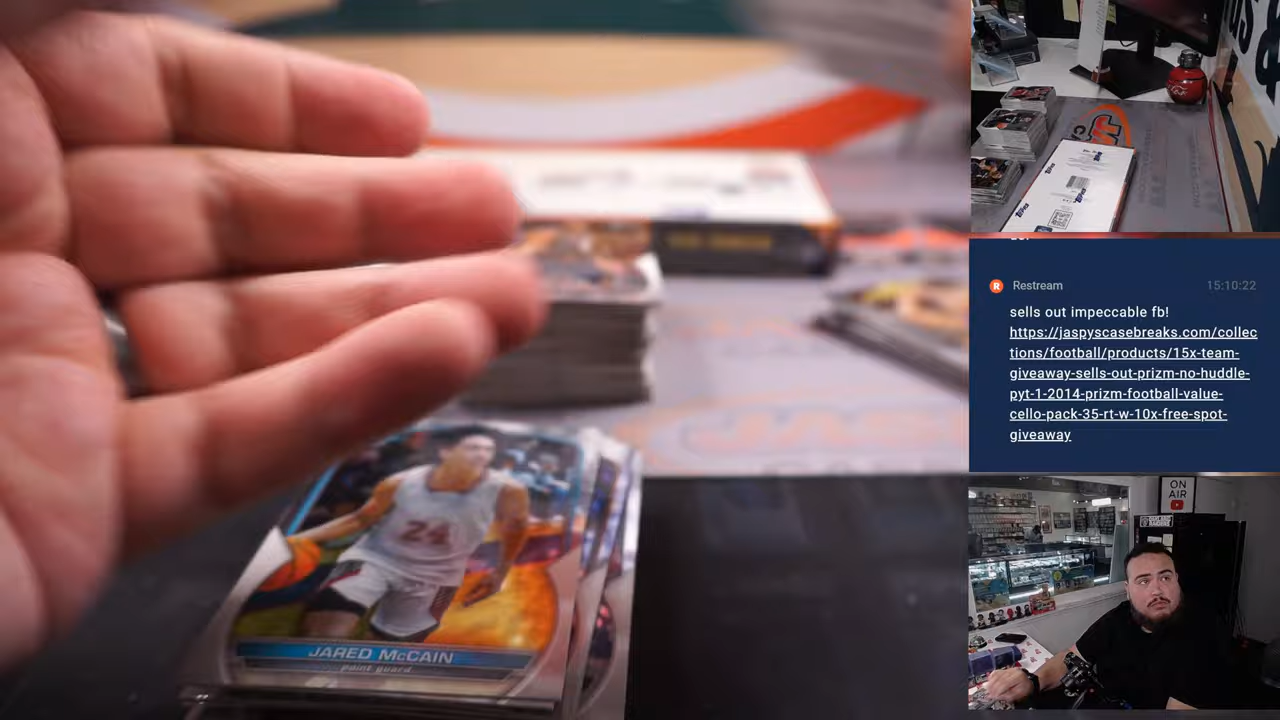 24
JARED McCAIN
point guard
Restream
15:10:22
sells out impeccable fb!
https://jaspyscasebreaks.com/collec
tions/football/products/15x-team-
giveaway-sells-out-prizm-no-huddle-
pyt-1-2014-prizm-football-value-
cello-pack-35-rt-w-10x-free-spot-
giveaway
Topps
Topps
ON
AIR